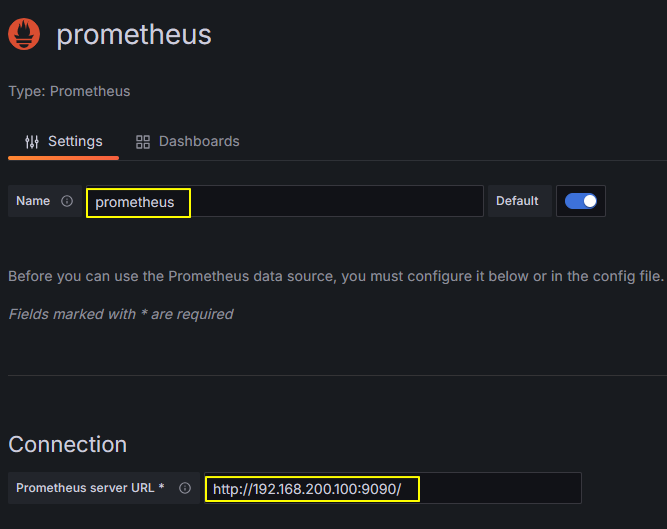 prometheus
Type: Prometheus
Settings Dashboards
Name prometheus Default
Before you can use the Prometheus data source, you must configure it below or in the config file.
Fields marked with * are required
Connection
Prometheus server URL * http://192.168.200.100:9090/